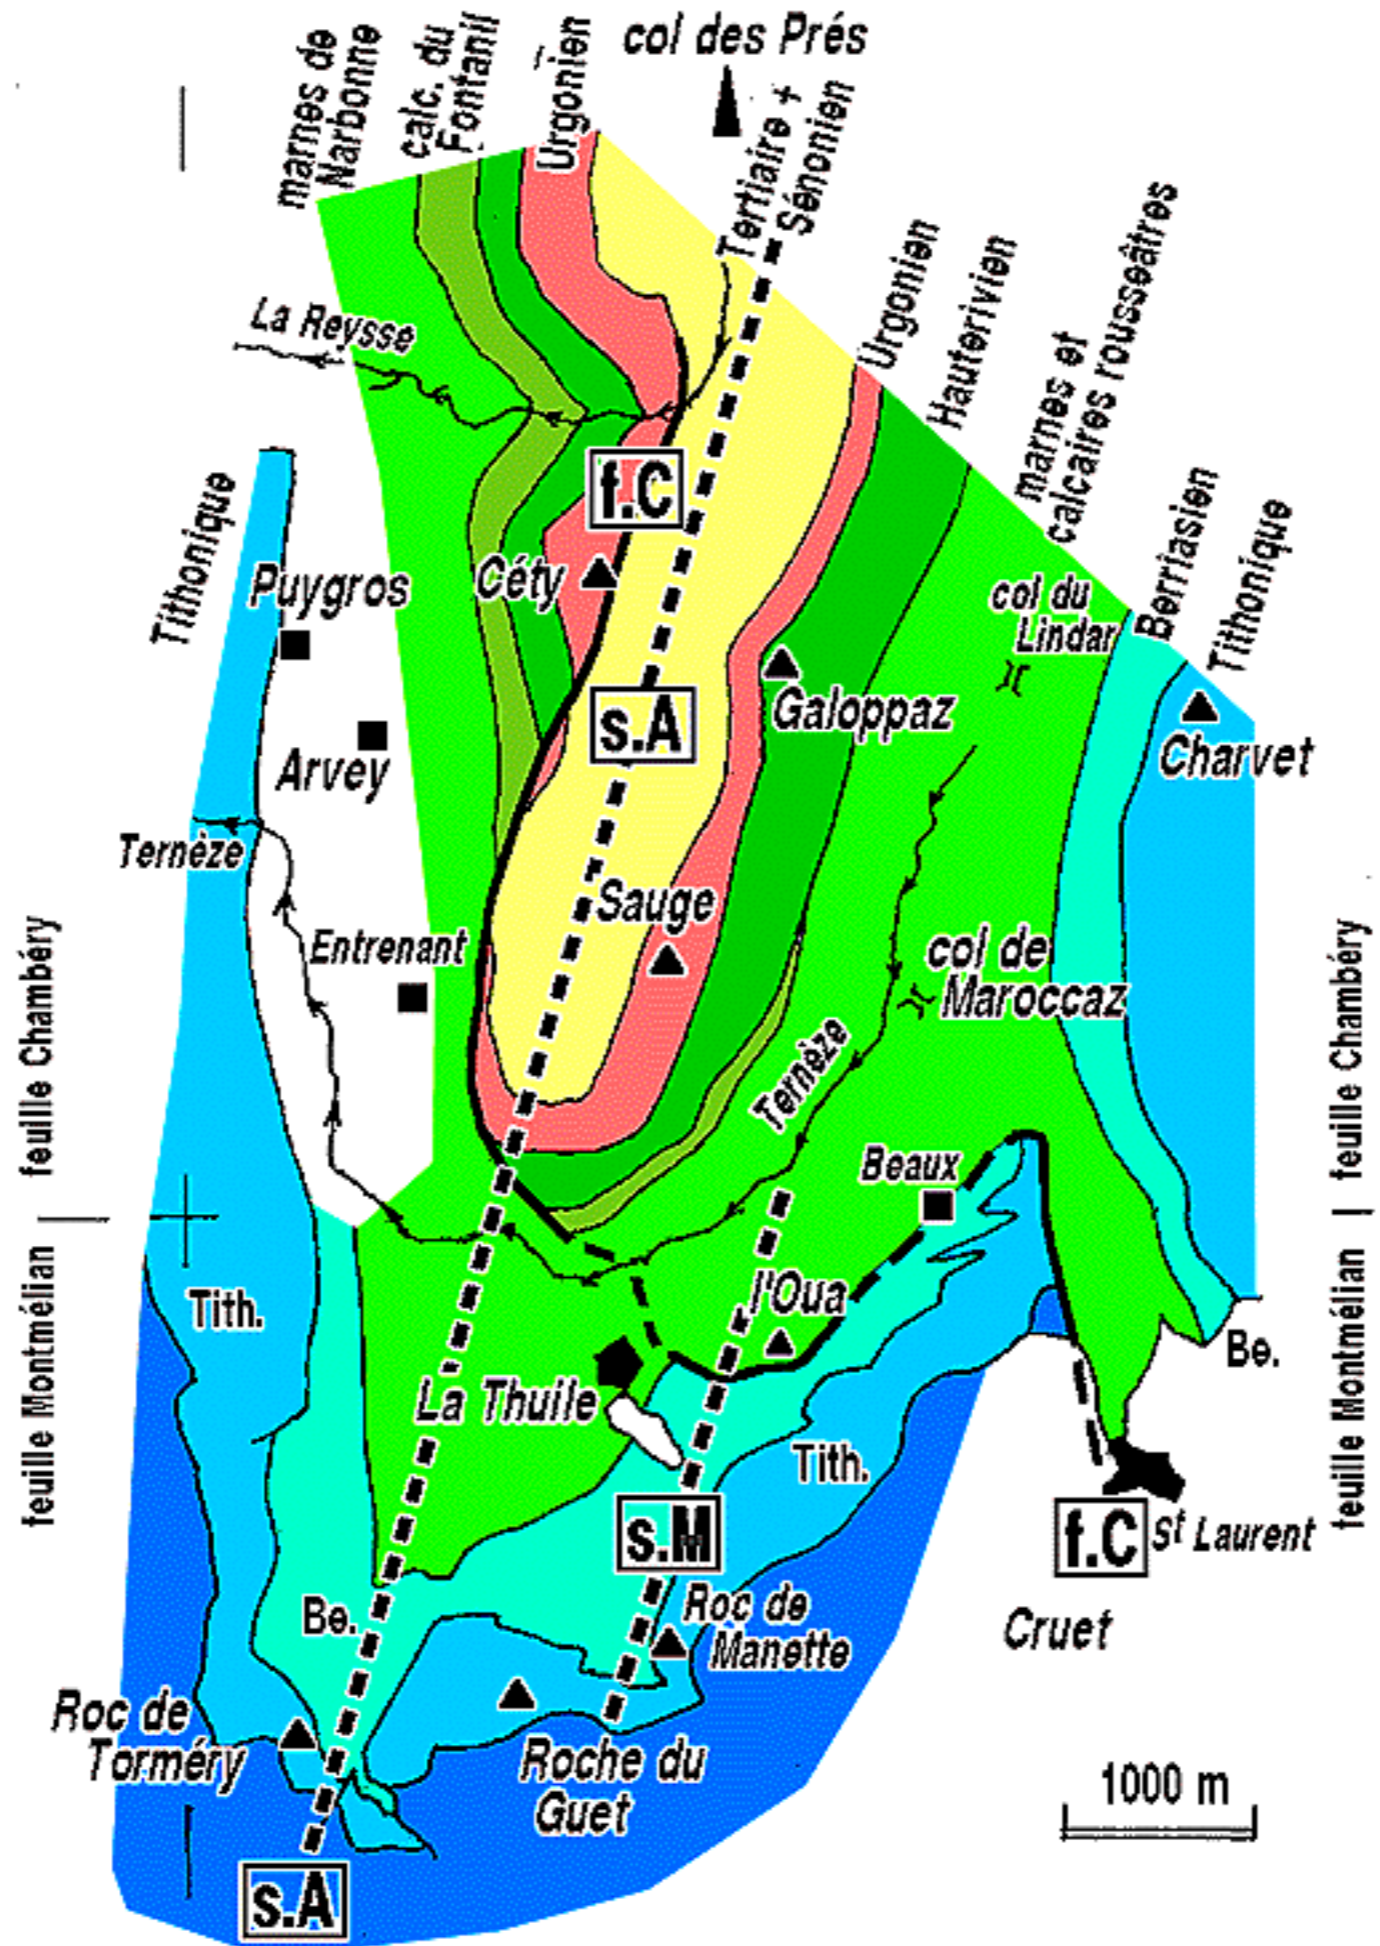 col des Prés
marnes de
Narbonne
calc. du
Fontanil
Urgonien
Tertiaire +
Sénonien
Urgonien
Hauterivien
marnes et
calcaires rousseâtres
Berriasien
Tithonique
La Reysse
Tithonique
f.C
Puygros
Céty
col du
Lindar
s.A
Galoppaz
Charvet
Arvey
Ternèze
Sauge
Entrenant
col de
Maroccaz
feuille Chambéry
feuille Chambéry
Ternèze
Beaux
feuille Montmélian
feuille Montmélian
Tith.
l'Oua
Be.
La Thuile
Tith.
s.M
f.C
St Laurent
Be.
Roc de
Manette
Cruet
Roc de
Torméry
Roche du
Guet
1000 m
s.A